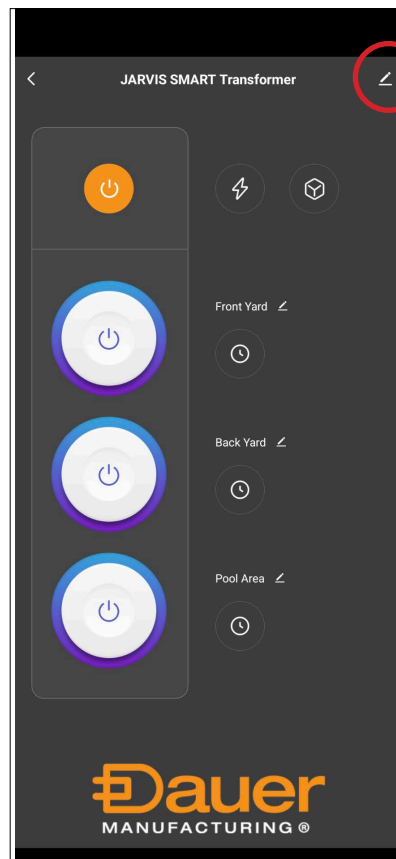 JARVIS SMART Transformer
Front Yard
Back Yard
Pool Area
Dauer
MANUFACTURING ®